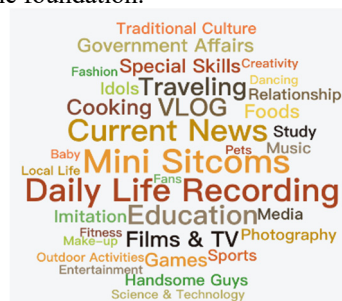 Traditional Culture
Government Affairs
Fashion Special Skills Creativity
Dancing
Idols Traveling Relationship
Cooking VLOG Foods
Current News Study
Pets Music
Baby Mini Sitcoms
Local Life Fans
Daily Life Recording
Imitation Education Media
Fitness Films & TV Photography
Make-up
Outdoor Activities Games Sports
Entertainment
Handsome Guys
Science & Technology